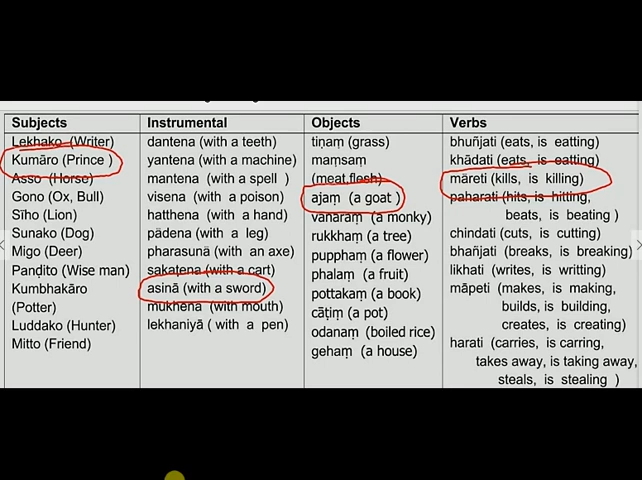 Subjects
Lekhako (Writer)
Kumāro (Prince )
Asso (Horse)
Gono (Ox, Bull)
Sīho (Lion)
Sunako (Dog)
Migo (Deer)
Paṇḍito (Wise man)
Kumbhakāro
(Potter)
Luddako (Hunter)
Mitto (Friend)
Instrumental
dantena (with a teeth)
yantena (with a machine)
mantena (with a spell )
visena (with a poison)
hatthena (with a hand)
pādena (with a leg)
pharasunā (with an axe)
sakaṭena (with a cart)
asinā (with a sword)
mukhena (with mouth)
lekhaniyā ( with a pen)
Objects
tiṇaṃ (grass)
maṃsaṃ
(meat,flesh)
ajaṃ (a goat )
vānaraṃ (a monky)
rukkhaṃ (a tree)
pupphaṃ (a flower)
phalaṃ (a fruit)
pottakaṃ (a book)
cāṭiṃ (a pot)
odanaṃ (boiled rice)
gehaṃ (a house)
Verbs
bhuñjati (eats, is eatting)
khādati (eats, is eatting)
māreti (kills, is killing)
paharati (hits, is hitting,
beats, is beating )
chindati (cuts, is cutting)
bhañjati (breaks, is breaking)
likhati (writes, is writting)
māpeti (makes, is making,
builds, is building,
creates, is creating)
harati (carries, is carring,
takes away, is taking away,
steals, is stealing )